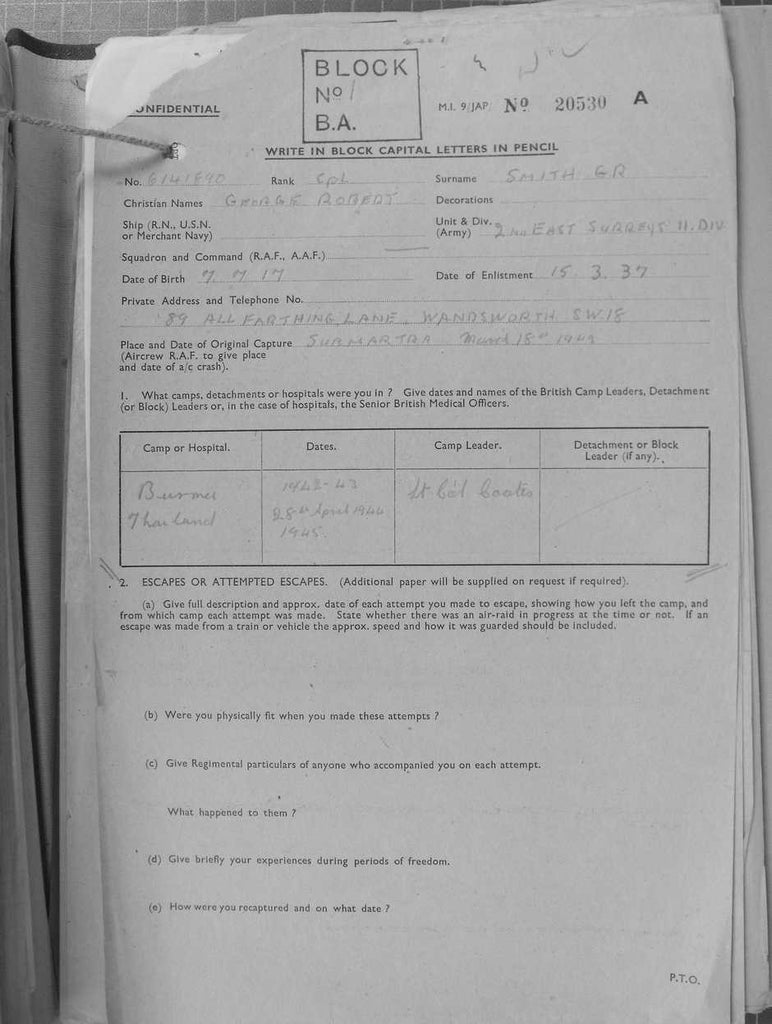 BLOCK
No 1
B.A.
ONFIDENTIAL
M.I. 9/JAP No 20530 A
WRITE IN BLOCK CAPITAL LETTERS IN PENCIL
No. 6141890 Rank CPL Surname SMITH GR
Christian Names GEORGE ROBERT Decorations
Ship (R.N., U.S.N. or Merchant Navy)
Unit & Div. (Army) 2nd EAST SURREYS 11. DIV
Squadron and Command (R.A.F., A.A.F.)
Date of Birth 7 7 17 Date of Enlistment 15. 3. 37
Private Address and Telephone No.
89 ALL FARTHING LANE, WANDSWORTH SW.18
Place and Date of Original Capture SUBMARTRA March 18th
(Aircrew R.A.F. to give place
and date of a/c crash).
1. What camps, detachments or hospitals were you in ? Give dates and names of the British Camp Leaders, Detachment
(or Block) Leaders or, in the case of hospitals, the Senior British Medical Officers.
Camp or Hospital. Dates. Camp Leader. Detachment or Block
Leader (if any).
Burma 1942-43 Lt Col Coates
Thailand 28th April 1944
1945.
2. ESCAPES OR ATTEMPTED ESCAPES. (Additional paper will be supplied on request if required).
(a) Give full description and approx. date of each attempt you made to escape, showing how you left the camp, and
from which camp each attempt was made. State whether there was an air-raid in progress at the time or not. If an
escape was made from a train or vehicle the approx. speed and how it was guarded should be included.
(b) Were you physically fit when you made these attempts ?
(c) Give Regimental particulars of anyone who accompanied you on each attempt.
What happened to them ?
(d) Give briefly your experiences during periods of freedom.
(e) How were you recaptured and on what date ?
P.T.O.